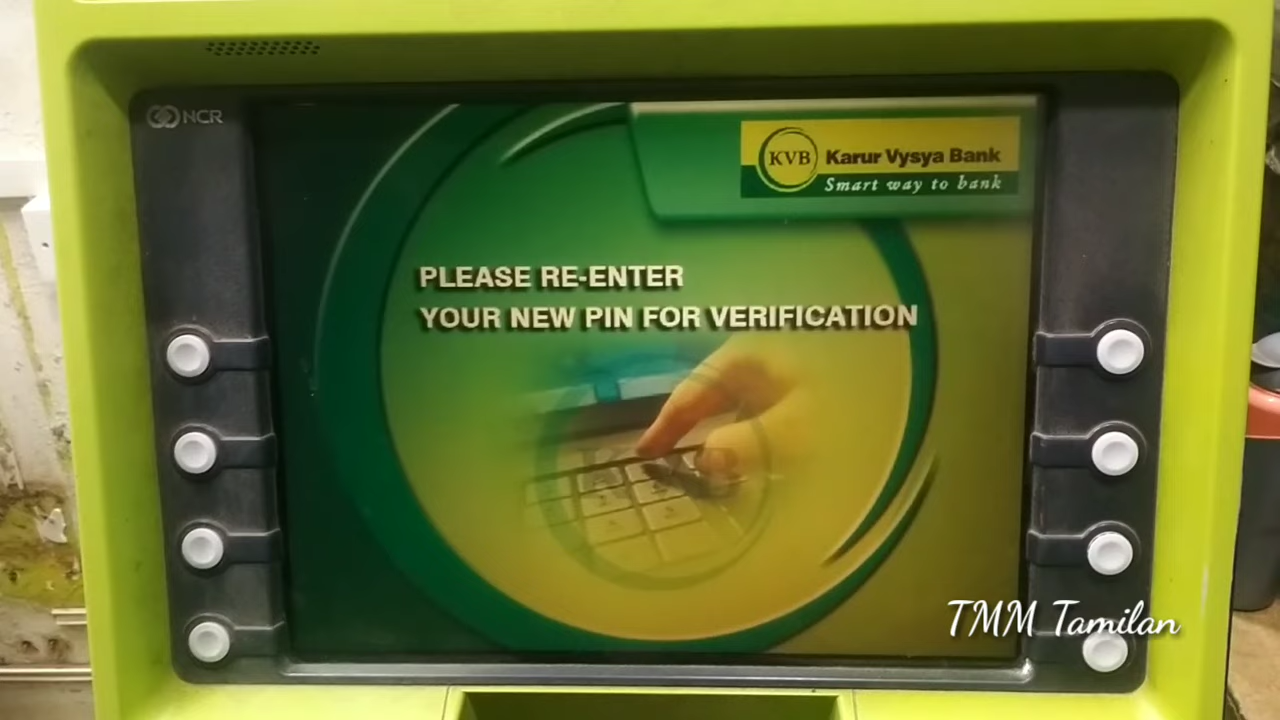 NCR
KVB Karur Vysya Bank
Smart way to bank
PLEASE RE-ENTER
YOUR NEW PIN FOR VERIFICATION
TMM Tamilan